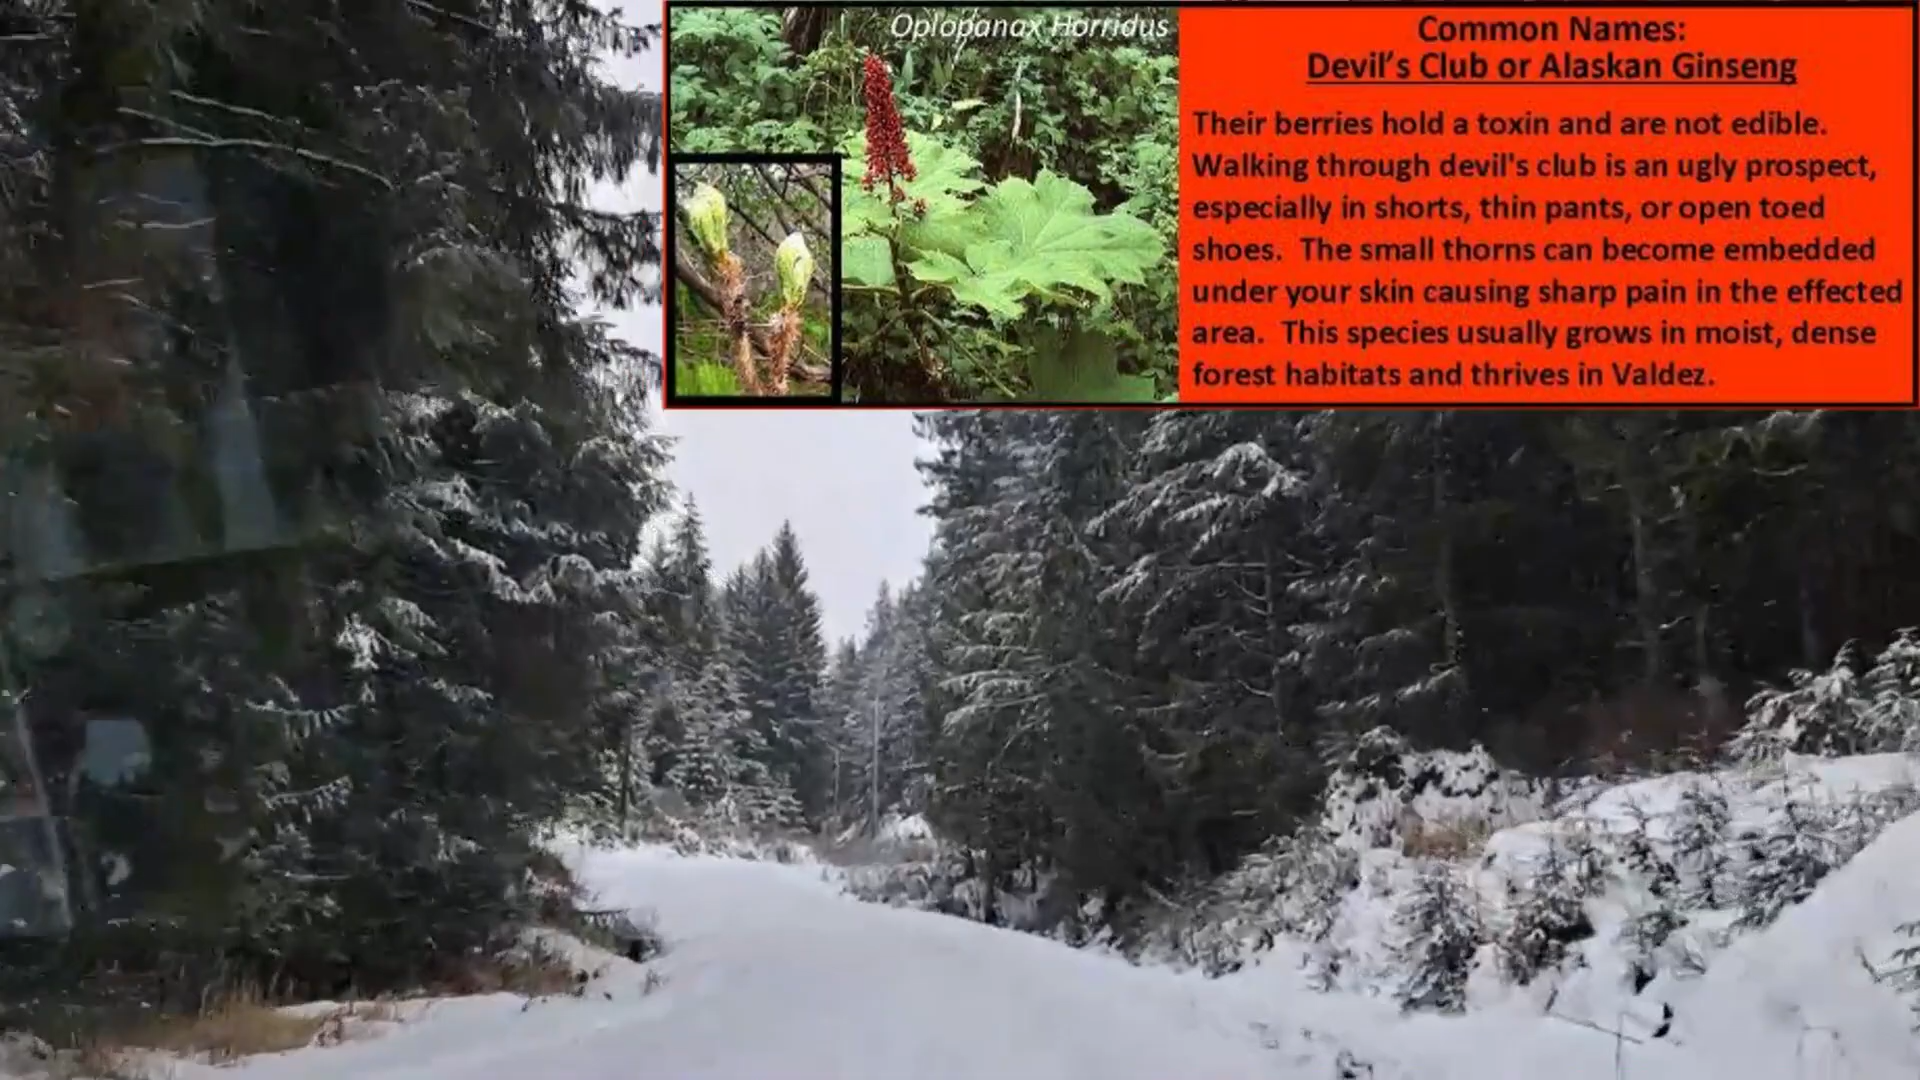 Oplopanax Horridus
Common Names:
Devil's Club or Alaskan Ginseng
Their berries hold a toxin and are not edible.
Walking through devil's club is an ugly prospect,
especially in shorts, thin pants, or open toed
shoes. The small thorns can become embedded
under your skin causing sharp pain in the effected
area. This species usually grows in moist, dense
forest habitats and thrives in Valdez.